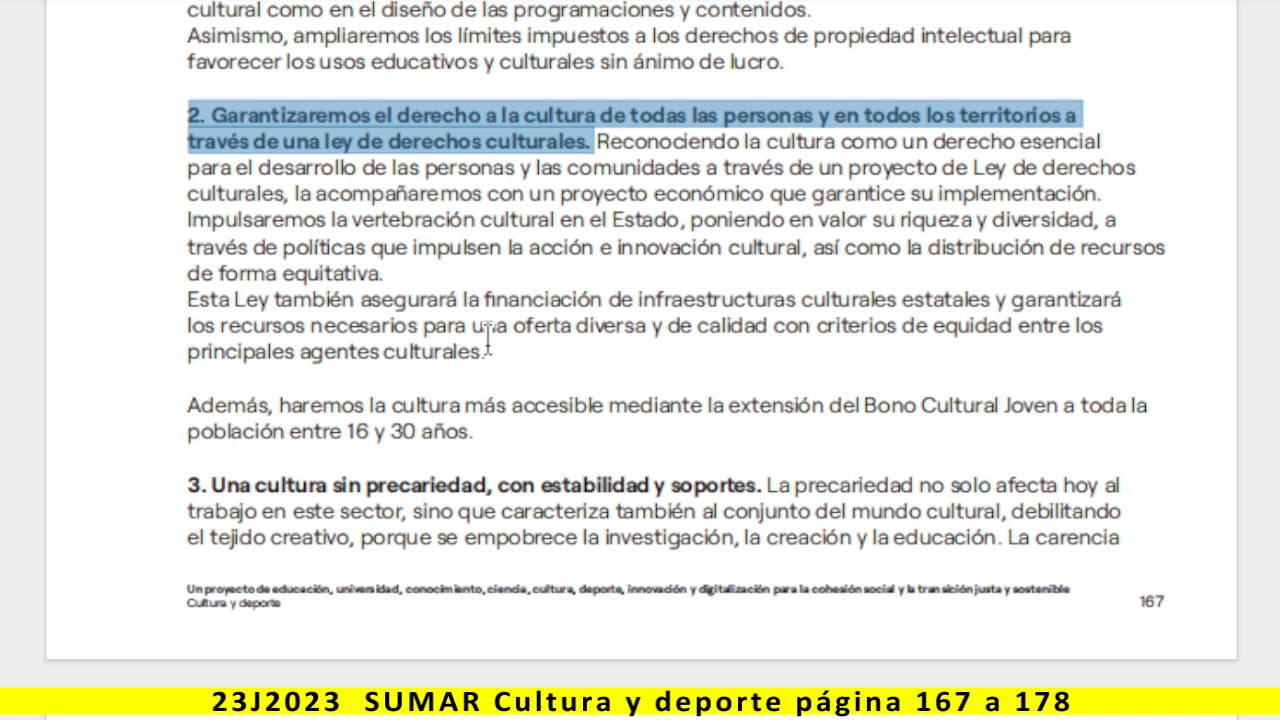 cultural como en el diseño de las programaciones y contenidos.
Asimismo, ampliaremos los límites impuestos a los derechos de propiedad intelectual para
favorecer los usos educativos y culturales sin ánimo de lucro.
2. Garantizaremos el derecho a la cultura de todas las personas y en todos los territorios a
través de una ley de derechos culturales. Reconociendo la cultura como un derecho esencial
para el desarrollo de las personas y las comunidades a través de un proyecto de Ley de derechos
culturales, la acompañaremos con un proyecto económico que garantice su implementación.
Impulsaremos la vertebración cultural en el Estado, poniendo en valor su riqueza y diversidad, a
través de políticas que impulsen la acción e innovación cultural, así como la distribución de recursos
de forma equitativa.
Esta Ley también asegurará la financiación de infraestructuras culturales estatales y garantizará
los recursos necesarios para una oferta diversa y de calidad con criterios de equidad entre los
principales agentes culturales.
Además, haremos la cultura más accesible mediante la extensión del Bono Cultural Joven a toda la
población entre 16 y 30 años.
3. Una cultura sin precariedad, con estabilidad y soportes. La precariedad no solo afecta hoy al
trabajo en este sector, sino que caracteriza también al conjunto del mundo cultural, debilitando
el tejido creativo, porque se empobrece la investigación, la creación y la educación. La carencia
Un proyecto de educación, universidad, conocimiento, ciencia, cultura, deporte, innovación y digitalización para la cohesión social y la transición justa y sostenible
Cultura y deporte
167
23J2023 SUMAR Cultura y deporte página 167 a 178